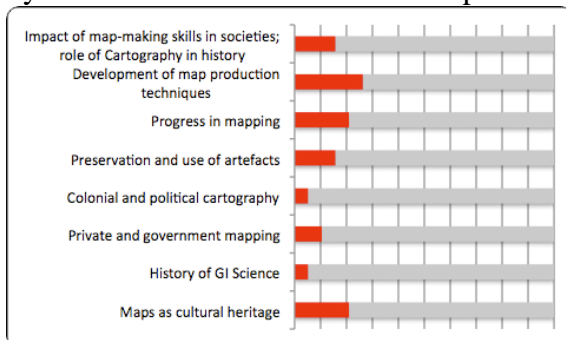 Impact of map-making skills in societies;
role of Cartography in history
Development of map production
techniques
Progress in mapping
Preservation and use of artefacts
Colonial and political cartography
Private and government mapping
History of GI Science
Maps as cultural heritage